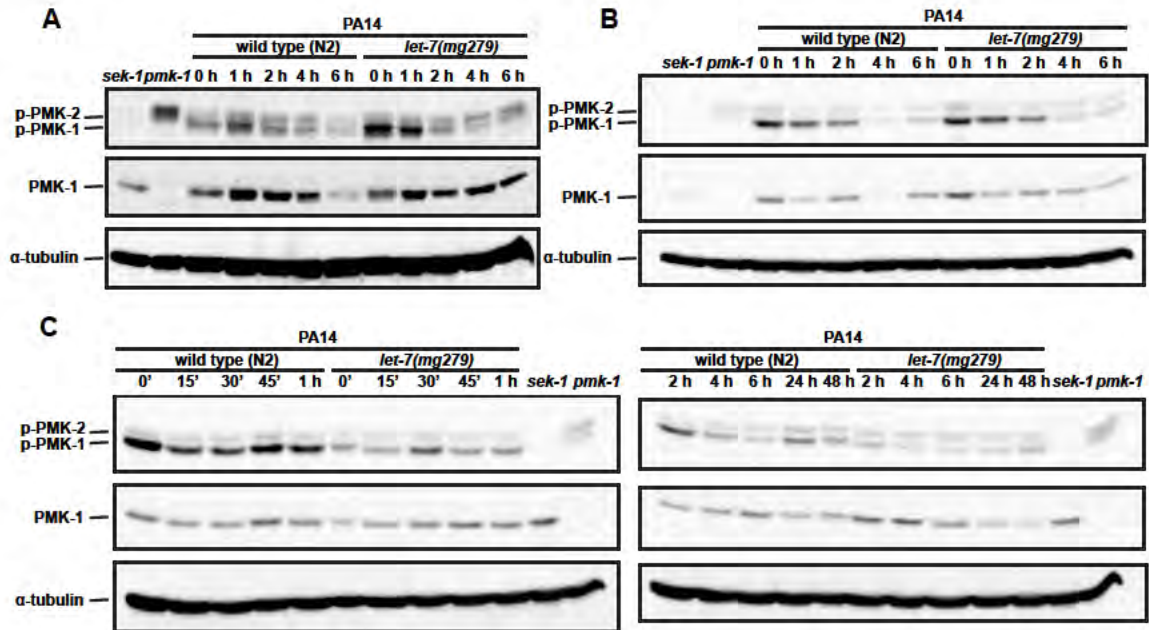 A
PA14
wild type (N2) let-7(mg279)
sek-1 pmk-1 0 h 1 h 2 h 4 h 6 h 0 h 1 h 2 h 4 h 6 h
p-PMK-2
p-PMK-1
PMK-1
α-tubulin
B
PA14
wild type (N2) let-7(mg279)
sek-1 pmk-1 0 h 1 h 2 h 4 h 6 h 0 h 1 h 2 h 4 h 6 h
p-PMK-2
p-PMK-1
PMK-1
α-tubulin
C
PA14
wild type (N2) let-7(mg279)
0' 15' 30' 45' 1 h 0' 15' 30' 45' 1 h sek-1 pmk-1
p-PMK-2
p-PMK-1
PMK-1
α-tubulin
PA14
wild type (N2) let-7(mg279)
2 h 4 h 6 h 24 h 48 h 2 h 4 h 6 h 24 h 48 h sek-1 pmk-1